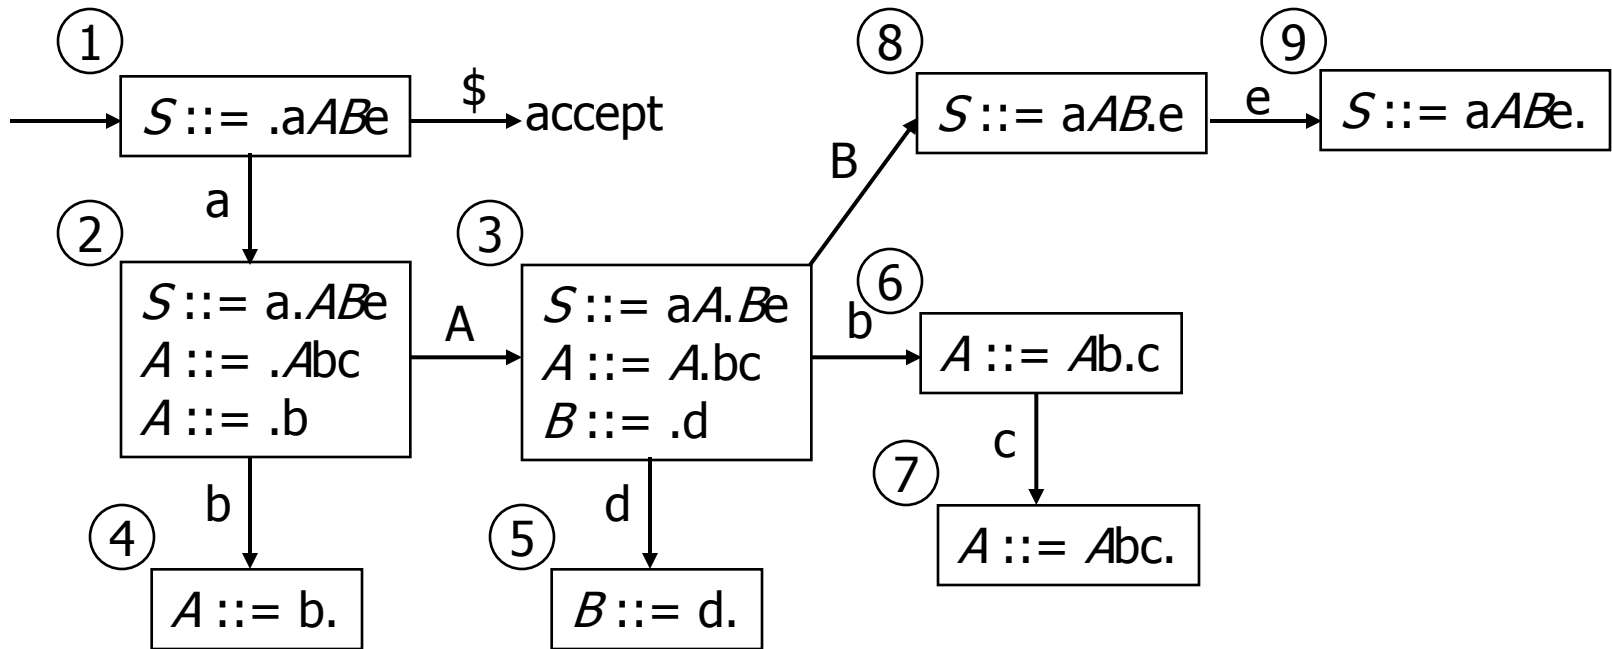 1
S ::= .aABe
$
accept
8
S ::= aAB.e
e
9
S ::= aABe.
a
B
2
S ::= a.ABe
A ::= .Abc
A ::= .b
A
3
S ::= aA.Be
A ::= A.bc
B ::= .d
b
6
A ::= Ab.c
c
7
A ::= Abc.
b
4
A ::= b.
d
5
B ::= d.